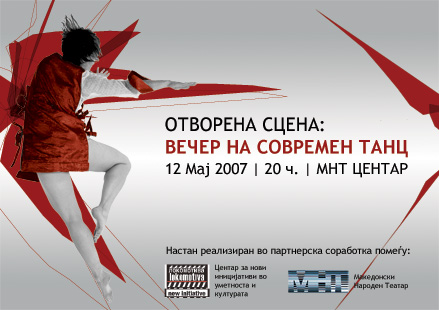 ОТВОРЕНА СЦЕНА:
ВЕЧЕР НА СОВРЕМЕН ТАНЦ
12 Мај 2007 | 20 ч. | МНТ ЦЕНТАР
Настан реализиран во партнерска соработка помеѓу:
локомотива
lokomotiva
new initiative
Центар за нови
иницијативи во
уметноста и
културата
МНТ
Македонски
Народен Театар